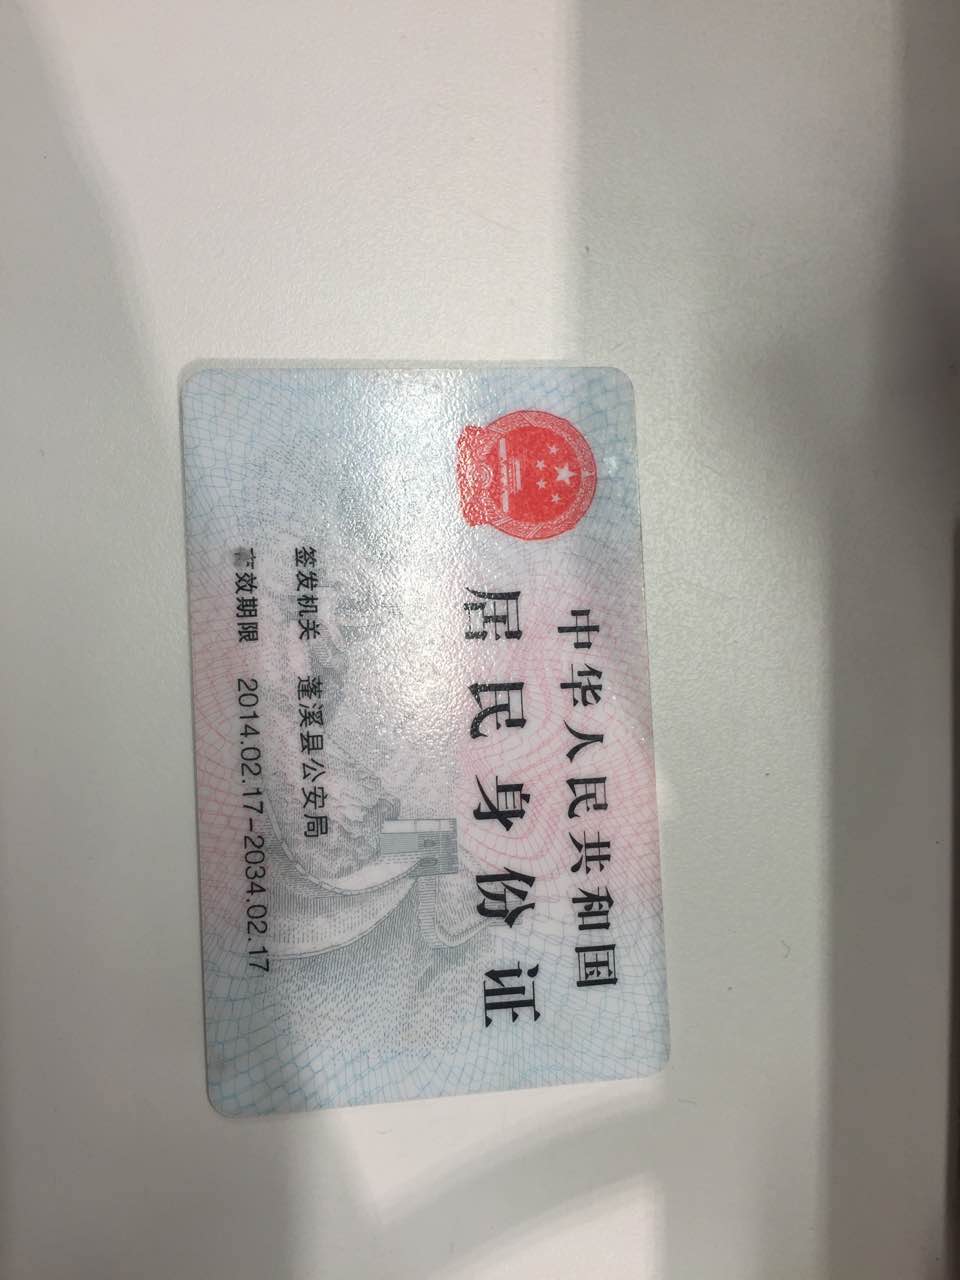 中华人民共和国
居民身份证
签发机关 蓬溪县公安局
有效期限 2014.02.17-2034.02.17